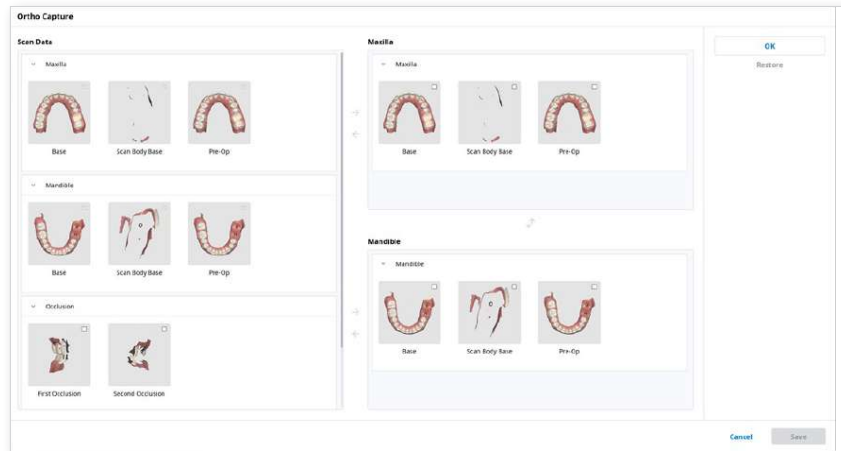 Ortho Capture
Scan Data
Maxilla
Base
Scan Body Base
Pre-Op
Mandible
Base
Scan Body Base
Pre-Op
Occlusion
First Occlusion
Second Occlusion
Maxilla
Maxilla
Base
Scan Body Base
Pre-Op
Mandible
Mandible
Base
Scan Body Base
Pre-Op
OK
Restore
Cancel
Save